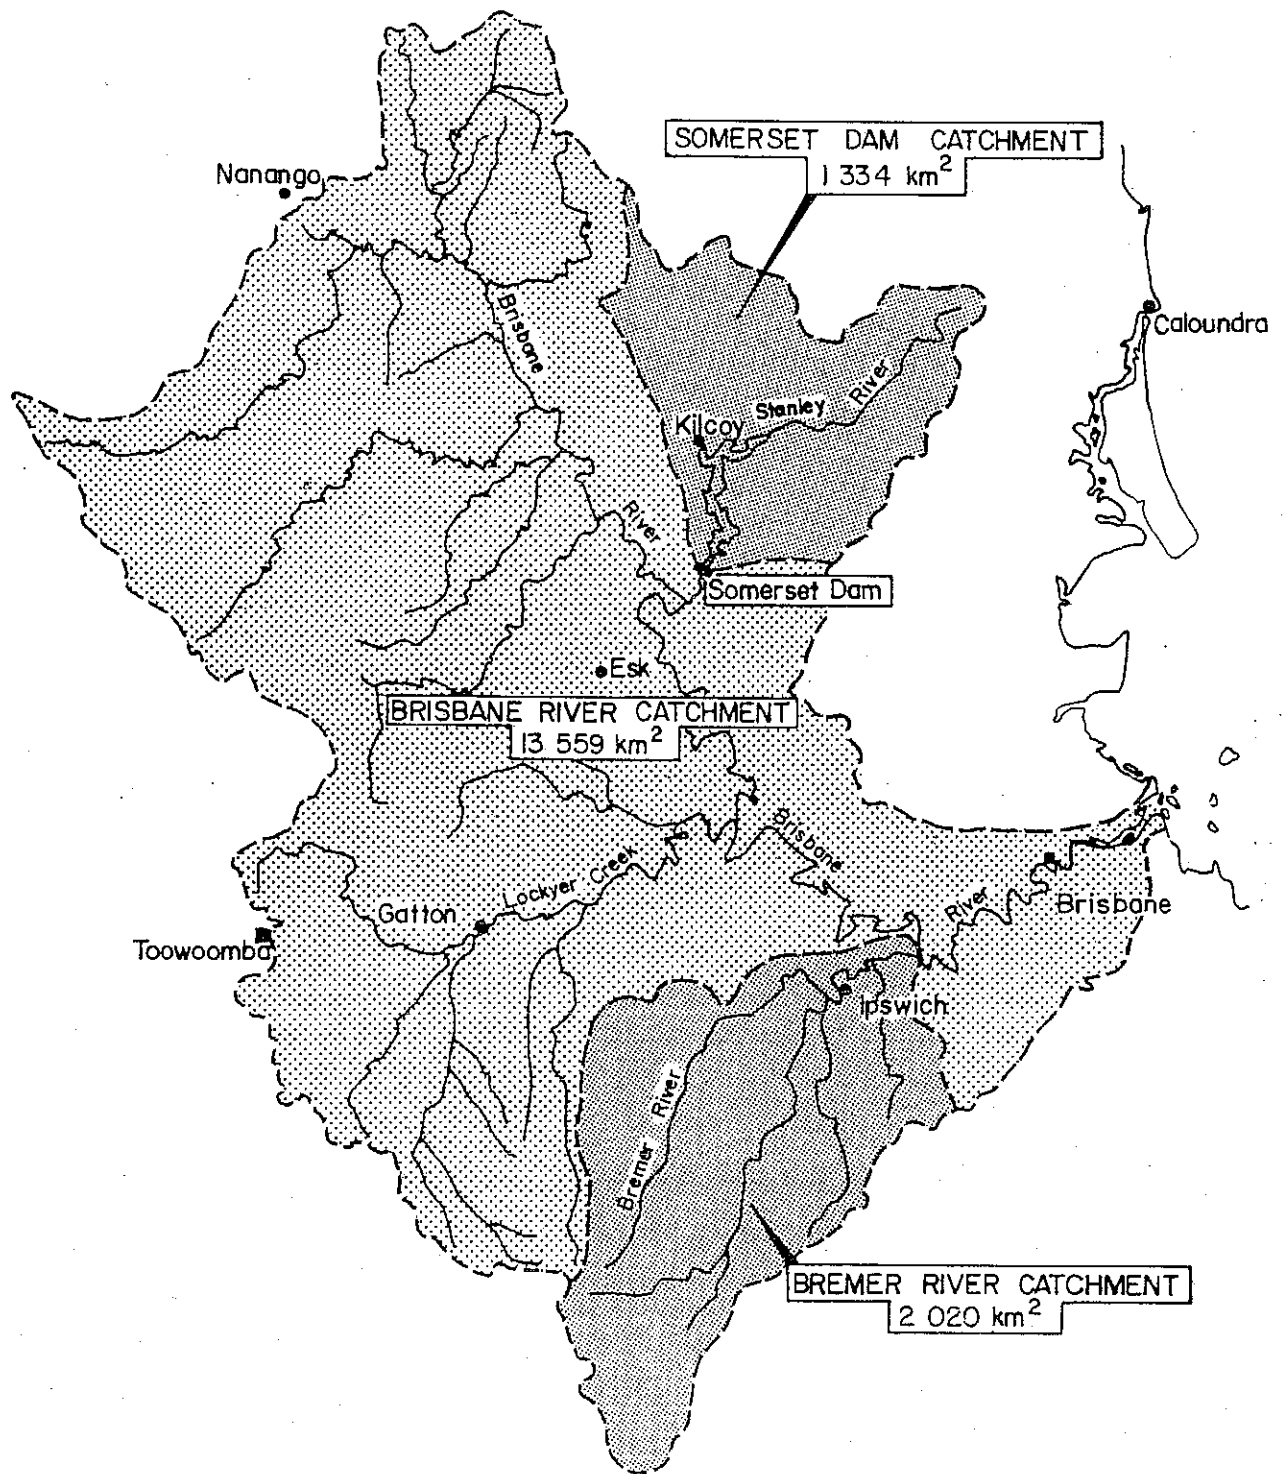 SOMERSET DAM CATCHMENT
1 334 km²
Nanango
Caloundra
Brisbane
River
Stanley
River
Kilcoy
Somerset Dam
Esk
BRISBANE RIVER CATCHMENT
13 559 km²
Brisbane
River
Brisbane
Lockyer Creek
Gatton
Toowoomba
Ipswich
Bremer River
BREMER RIVER CATCHMENT
2 020 km²